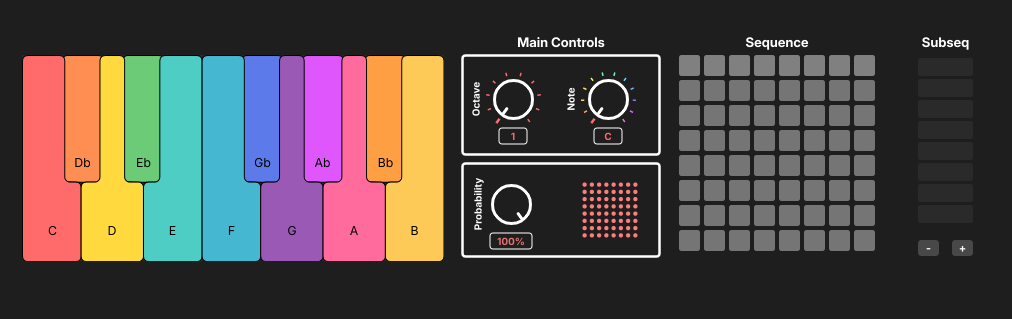 Main Controls
Sequence
Subseq
Octave
Note
1
C
Db
Eb
Gb
Ab
Bb
Probability
C
D
E
F
G
A
B
100%
-
+